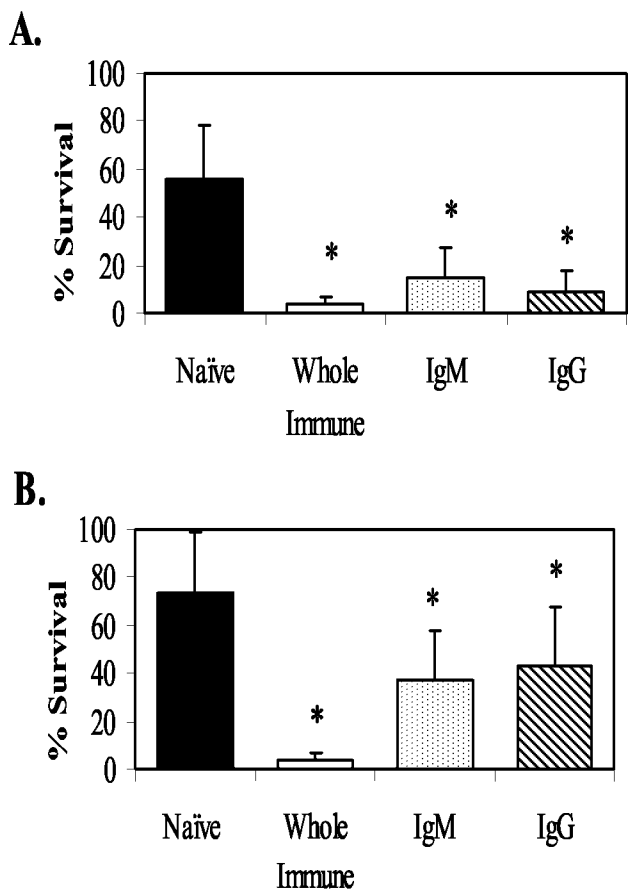 A.
% Survival
100
80
60
40
20
0
*
*
*
Naïve Whole IgM IgG
Immune
B.
% Survival
100
80
60
40
20
0
*
*
*
Naïve Whole IgM IgG
Immune